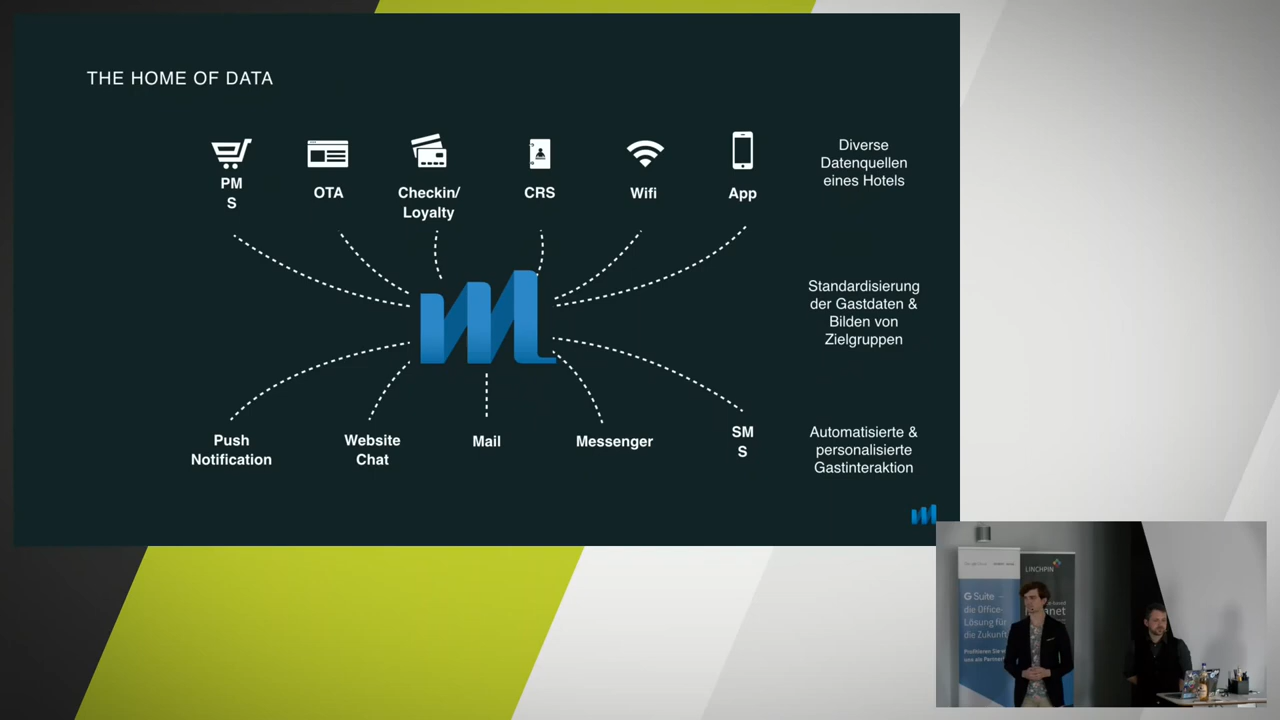 THE HOME OF DATA
PM
S
OTA
Checkin/
Loyalty
CRS
Wifi
App
Diverse
Datenquellen
eines Hotels
Standardisierung
der Gastdaten &
Bilden von
Zielgruppen
Push
Notification
Website
Chat
Mail
Messenger
SM
S
Automatisierte &
personalisierte
Gastinteraktion
LINCHPIN
G Suite –
die Office-
Lösung für
die Zukunft